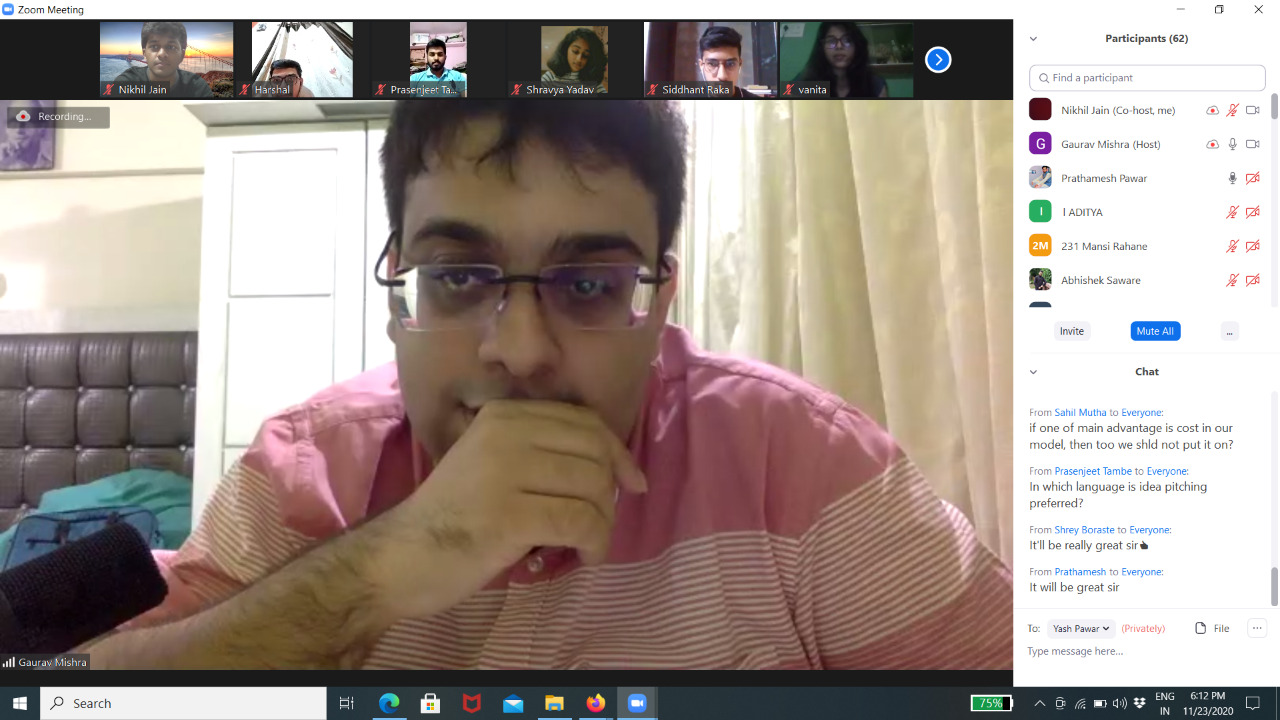 Zoom Meeting
Nikhil Jain
Harshal
Prasenjeet Ta...
Shravya Yadav
Siddhant Raka
vanita
Recording...
Gaurav Mishra
Participants (62)
Find a participant
Nikhil Jain (Co-host, me)
G
Gaurav Mishra (Host)
Prathamesh Pawar
I
I ADITYA
2M
231 Mansi Rahane
Abhishek Saware
Invite
Mute All
...
Chat
From Sahil Mutha to Everyone:
if one of main advantage is cost in our
model, then too we shld not put it on?
From Prasenjeet Tambe to Everyone:
In which language is idea pitching
preferred?
From Shrey Boraste to Everyone:
It'll be really great sir
From Prathamesh to Everyone:
It will be great sir
To:
Yash Pawar
(Privately)
File
Type message here...
Search
75%
ENG
IN
6:12 PM
11/23/2020